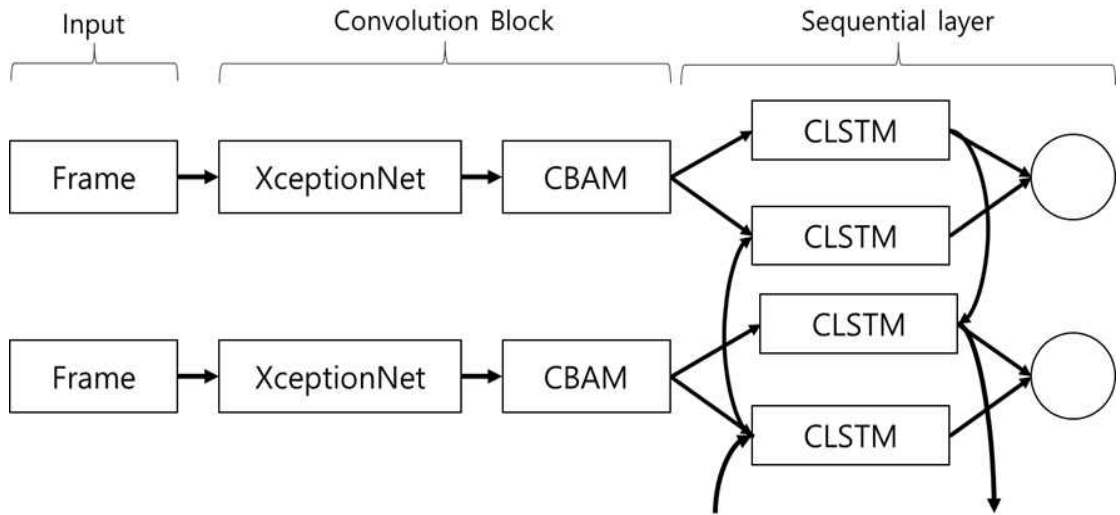 Input
Convolution Block
Sequential layer
CLSTM
Frame
XceptionNet
CBAM
CLSTM
CLSTM
Frame
XceptionNet
CBAM
CLSTM